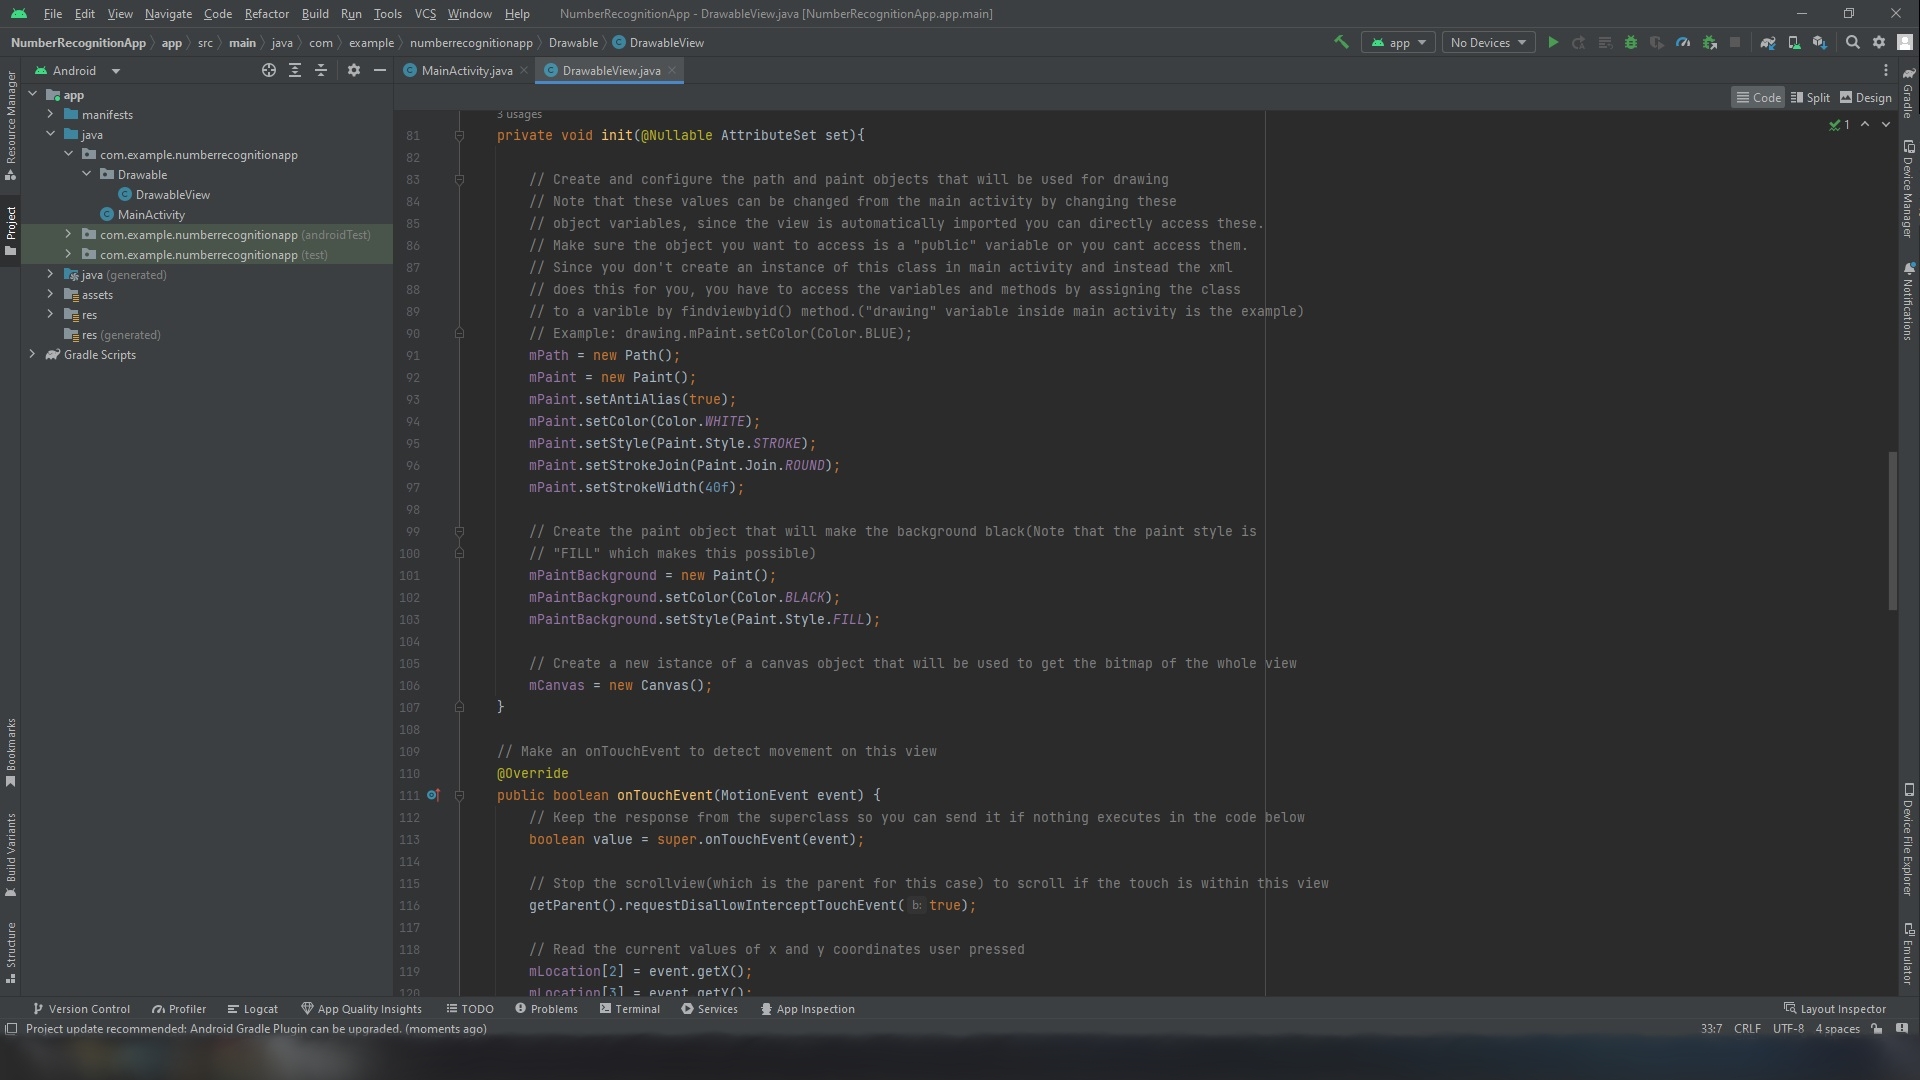 File Edit View Navigate Code Refactor Build Run Tools VCS Window Help NumberRecognitionApp - DrawableView.java [NumberRecognitionApp.app.main]
NumberRecognitionApp app src main java com example numberrecognitionapp Drawable DrawableView app No Devices
Android
MainActivity.java DrawableView.java
Code Split Design
Resource Manager
Project
Bookmarks
Build Variants
Structure
app
manifests
java
com.example.numberrecognitionapp
Drawable
DrawableView
MainActivity
com.example.numberrecognitionapp (androidTest)
com.example.numberrecognitionapp (test)
java (generated)
assets
res
res (generated)
Gradle Scripts
3 usages
81 private void init(@Nullable AttributeSet set){
82
83 // Create and configure the path and paint objects that will be used for drawing
84 // Note that these values can be changed from the main activity by changing these
85 // object variables, since the view is automatically imported you can directly access these.
86 // Make sure the object you want to access is a "public" variable or you cant access them.
87 // Since you don't create an instance of this class in main activity and instead the xml
88 // does this for you, you have to access the variables and methods by assigning the class
89 // to a varible by findviewbyid() method.("drawing" variable inside main activity is the example)
90 // Example: drawing.mPaint.setColor(Color.BLUE);
91 mPath = new Path();
92 mPaint = new Paint();
93 mPaint.setAntiAlias(true);
94 mPaint.setColor(Color.WHITE);
95 mPaint.setStyle(Paint.Style.STROKE);
96 mPaint.setStrokeJoin(Paint.Join.ROUND);
97 mPaint.setStrokeWidth(40f);
98
99 // Create the paint object that will make the background black(Note that the paint style is
100 // "FILL" which makes this possible)
101 mPaintBackground = new Paint();
102 mPaintBackground.setColor(Color.BLACK);
103 mPaintBackground.setStyle(Paint.Style.FILL);
104
105 // Create a new istance of a canvas object that will be used to get the bitmap of the whole view
106 mCanvas = new Canvas();
107 }
108
109 // Make an onTouchEvent to detect movement on this view
110 @Override
111 public boolean onTouchEvent(MotionEvent event) {
112 // Keep the response from the superclass so you can send it if nothing executes in the code below
113 boolean value = super.onTouchEvent(event);
114
115 // Stop the scrollview(which is the parent for this case) to scroll if the touch is within this view
116 getParent().requestDisallowInterceptTouchEvent( b: true);
117
118 // Read the current values of x and y coordinates user pressed
119 mLocation[2] = event.getX();
120 mLocation[3] = event.getY();
1
Gradle
Device Manager
Notifications
Device File Explorer
Emulator
Version Control Profiler Logcat App Quality Insights TODO Problems Terminal Services App Inspection Layout Inspector
Project update recommended: Android Gradle Plugin can be upgraded. (moments ago) 33:7 CRLF UTF-8 4 spaces